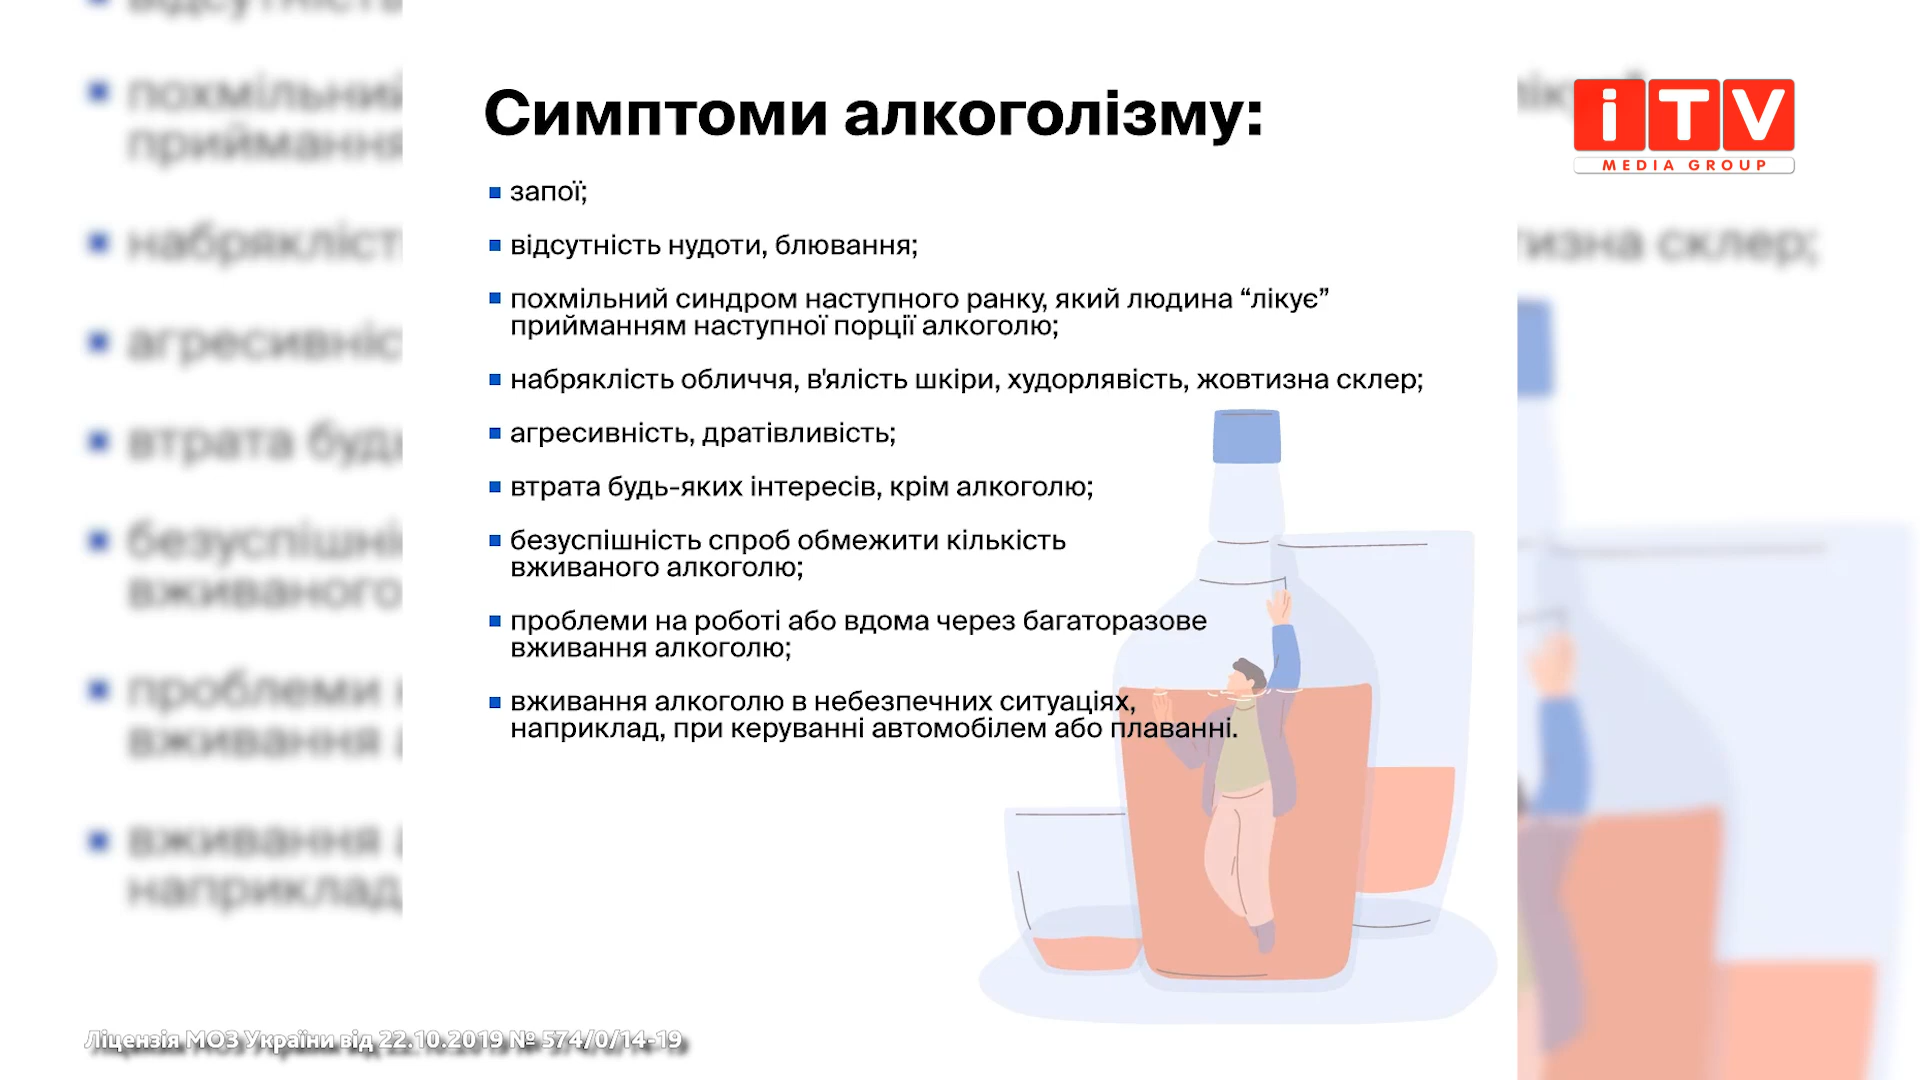 Симптоми алкоголізму:
запої;
відсутність нудоти, блювання;
похмільний синдром наступного ранку, який людина “лікує”
прийманням наступної порції алкоголю;
набряклість обличчя, в'ялість шкіри, худорлявість, жовтизна склер;
агресивність, дратівливість;
втрата будь-яких інтересів, крім алкоголю;
безуспішність спроб обмежити кількість
вживаного алкоголю;
проблеми на роботі або вдома через багаторазове
вживання алкоголю;
вживання алкоголю в небезпечних ситуаціях,
наприклад, при керуванні автомобілем або плаванні.
iTV
MEDIA GROUP
Ліцензія МОЗ України від 22.10.2019 № 574/0/14-19